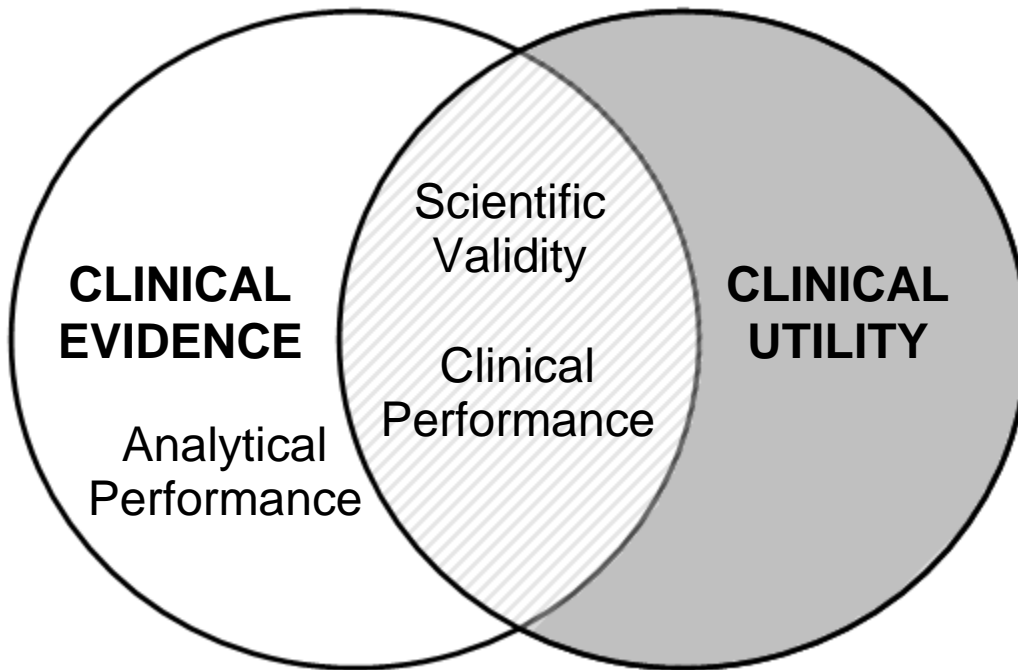 CLINICAL
EVIDENCE
Analytical
Performance
Scientific
Validity
Clinical
Performance
CLINICAL
UTILITY